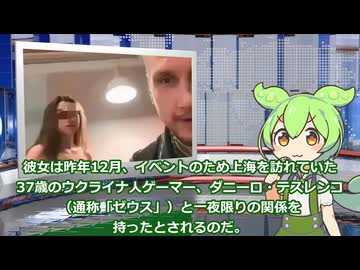 彼女は昨年12月、イベントのため上海を訪れていた
37歳のウクライナ人ゲーマー、ダニーロ・テスレンコ
（通称「ゼウス」）と一夜限りの関係を
持ったとされるのだ。